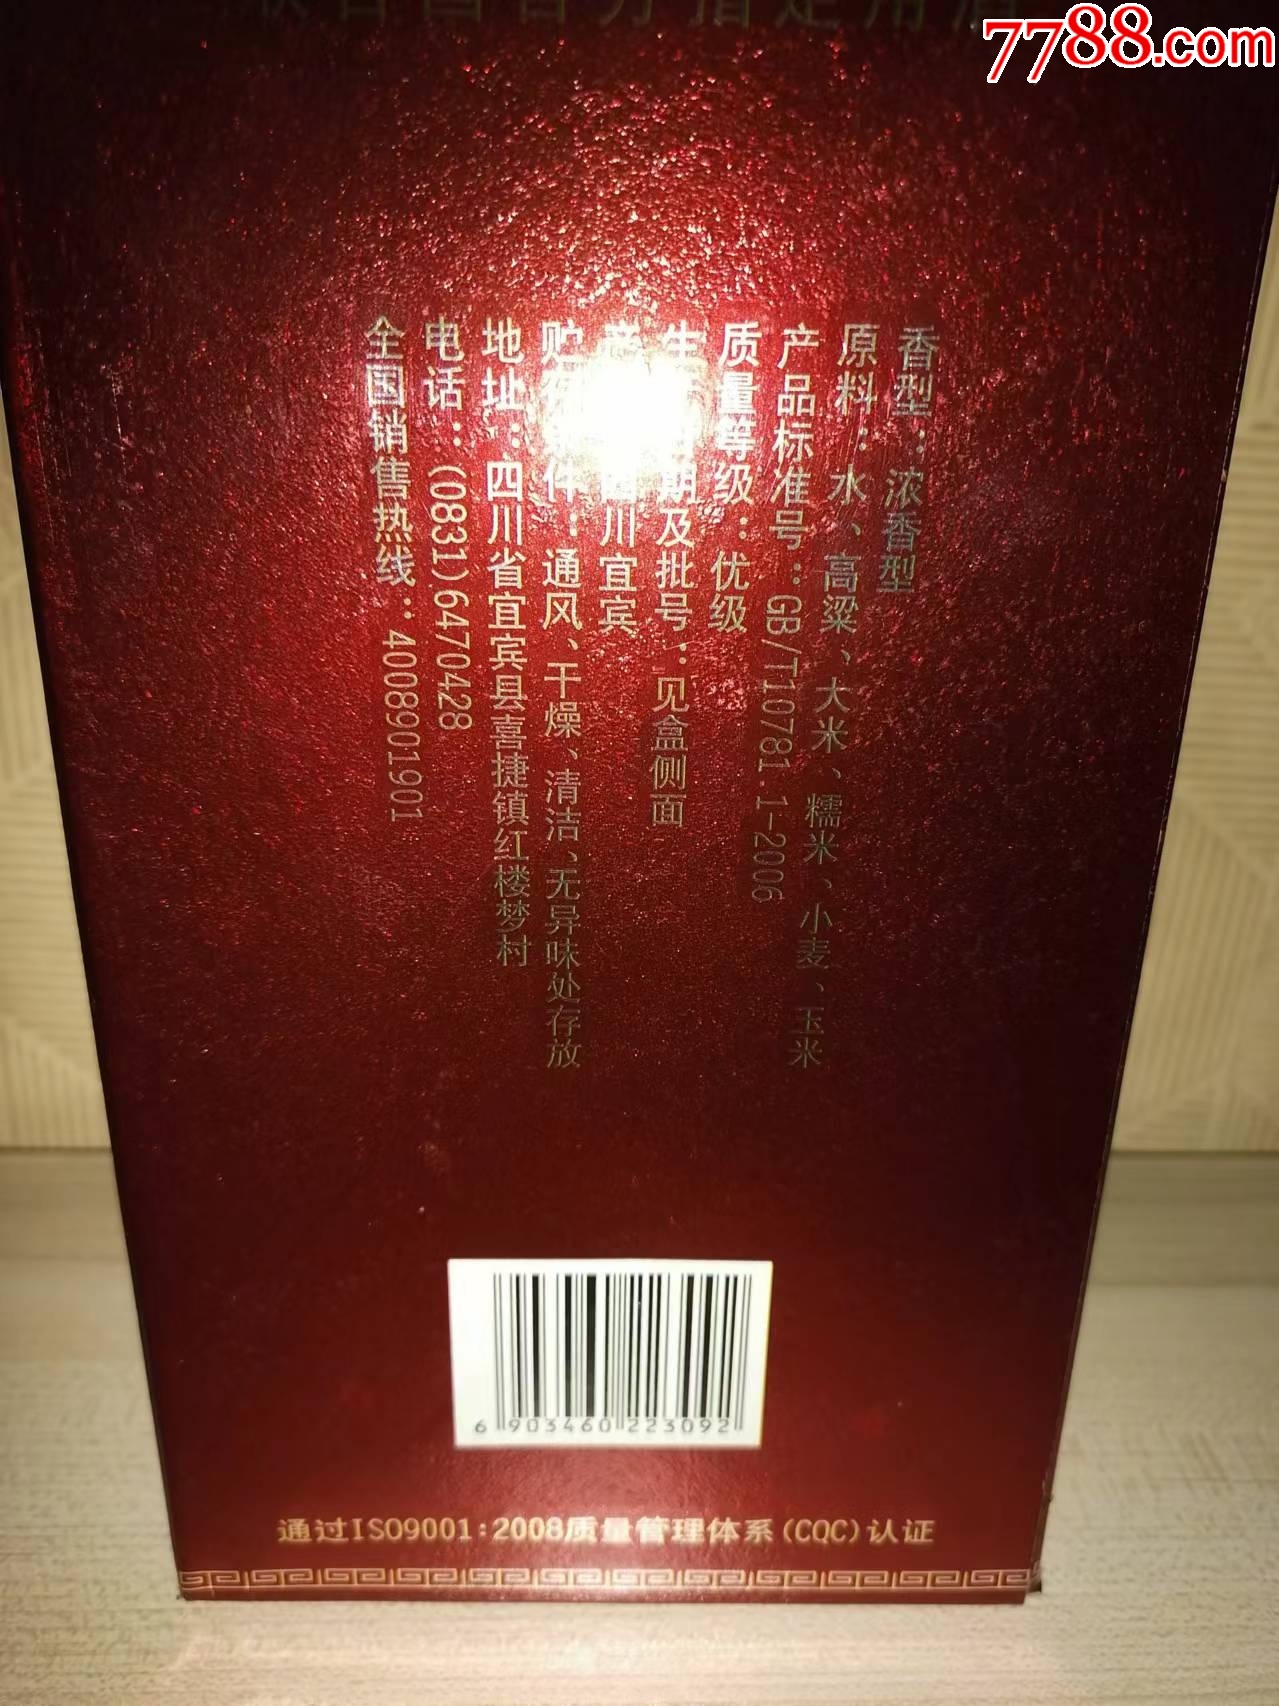 7788.com
指定用酒
香型：浓香型
原料：水、高粱、大米、糯米、小麦、玉米
产品标准号：GB/T10781.1-2006
质量等级：优级
期及批号：见盒侧面
川宜宾
件：通风、干燥、清洁、无异味处存放
地址：四川省宜宾县喜捷镇红楼梦村
电话：(0831)6470428
全国销售热线：4008901901
6 903460 223092
通过ISO9001:2008质量管理体系(CQC)认证